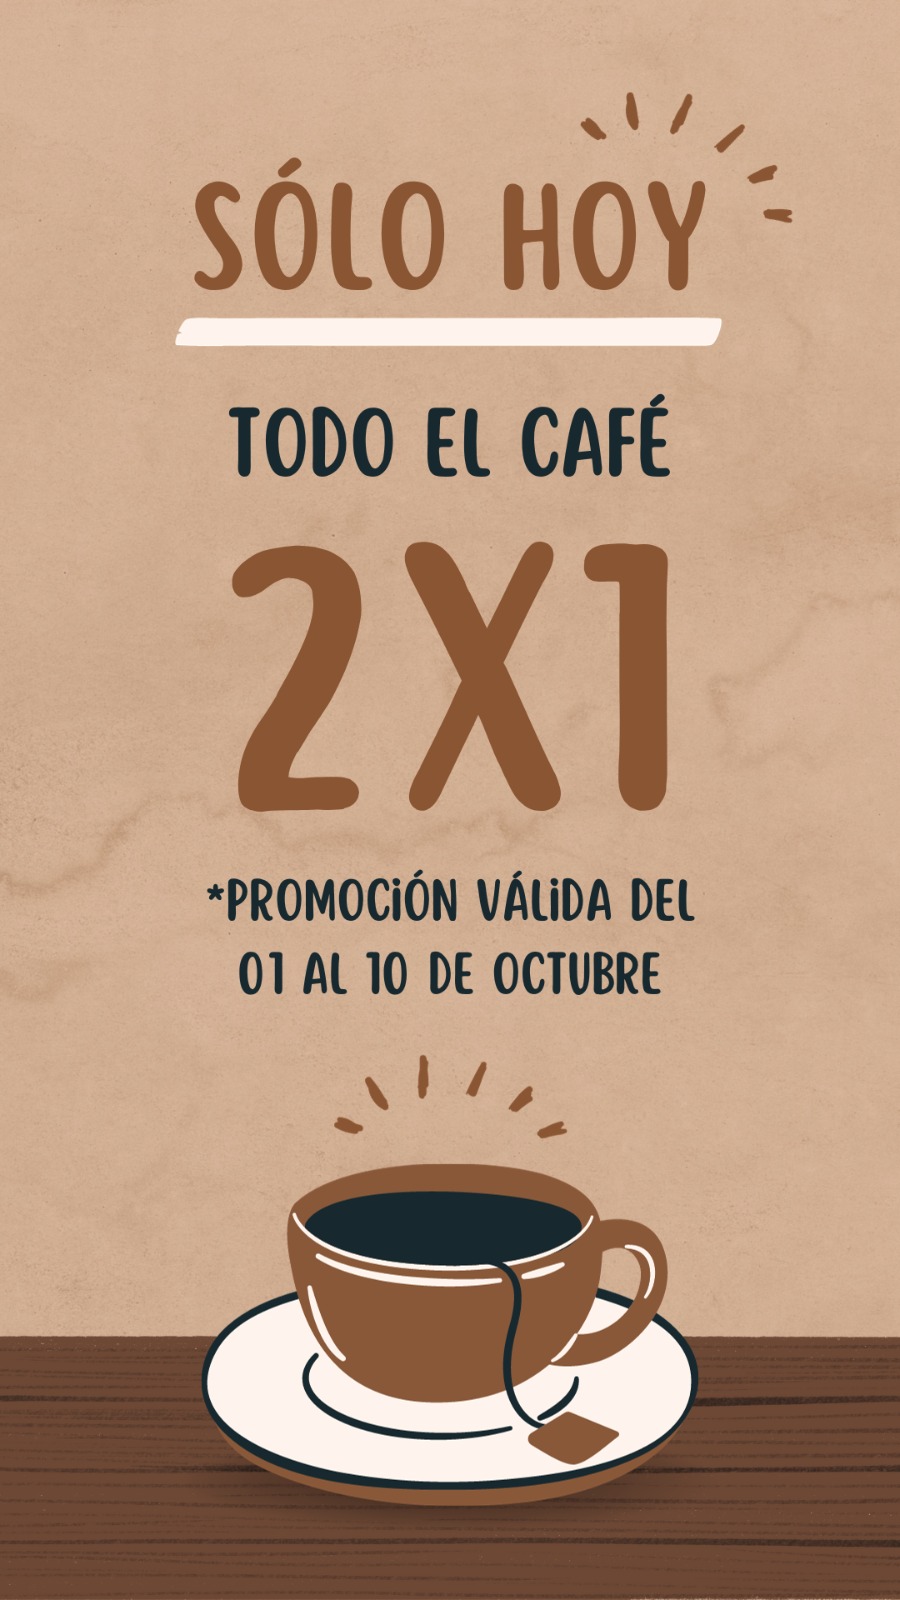 SÓLO HOY
TODO EL CAFÉ
2X1
*PROMOCIÓN VÁLIDA DEL
01 AL 10 DE OCTUBRE